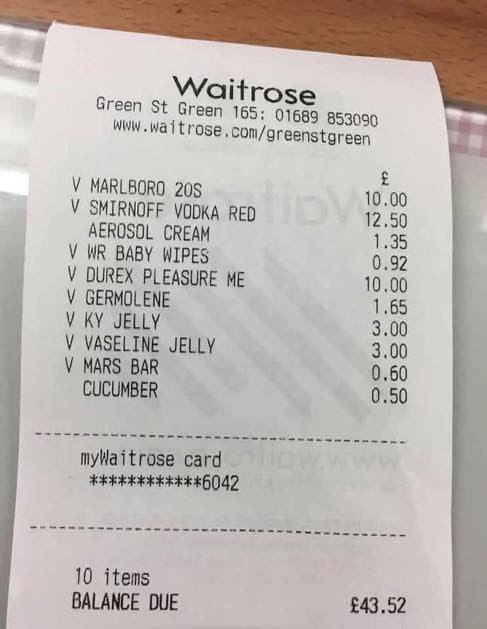 Waitrose
Green St Green 165: 01689 853090
www.waitrose.com/greenstgreen
£
V MARLBORO 20S 10.00
V SMIRNOFF VODKA RED 12.50
AEROSOL CREAM 1.35
V WR BABY WIPES 0.92
V DUREX PLEASURE ME 10.00
V GERMOLENE 1.65
V KY JELLY 3.00
V VASELINE JELLY 3.00
V MARS BAR 0.60
CUCUMBER 0.50
myWaitrose card
************6042
10 items
BALANCE DUE £43.52